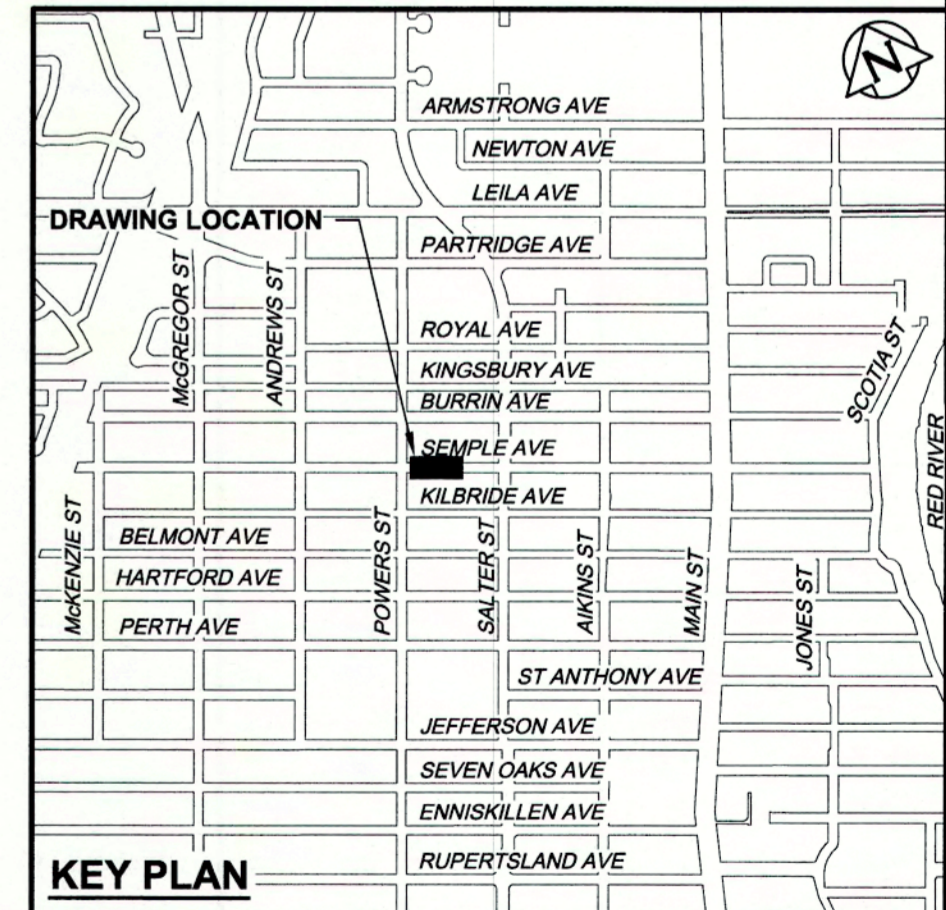 N
ARMSTRONG AVE
NEWTON AVE
LEILA AVE
DRAWING LOCATION
PARTRIDGE AVE
McGREGOR ST
ANDREWS ST
ROYAL AVE
KINGSBURY AVE
BURRIN AVE
SCOTIA ST
SEMPLE AVE
RED RIVER
KILBRIDE AVE
McKENZIE ST
BELMONT AVE
POWERS ST
SALTER ST
AIKINS ST
MAIN ST
HARTFORD AVE
JONES ST
PERTH AVE
ST ANTHONY AVE
JEFFERSON AVE
SEVEN OAKS AVE
ENNISKILLEN AVE
RUPERTSLAND AVE
KEY PLAN